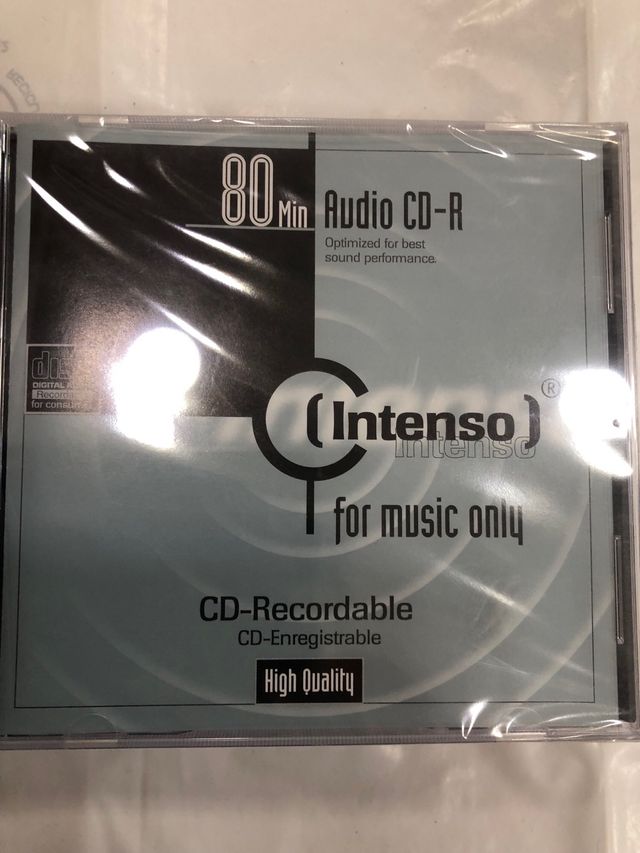 80 Min
Audio CD-R
Optimized for best
sound performance.
DIGITAL
for
(Intenso)®
Intenso
for music only
CD-Recordable
CD-Enregistrable
High Quality